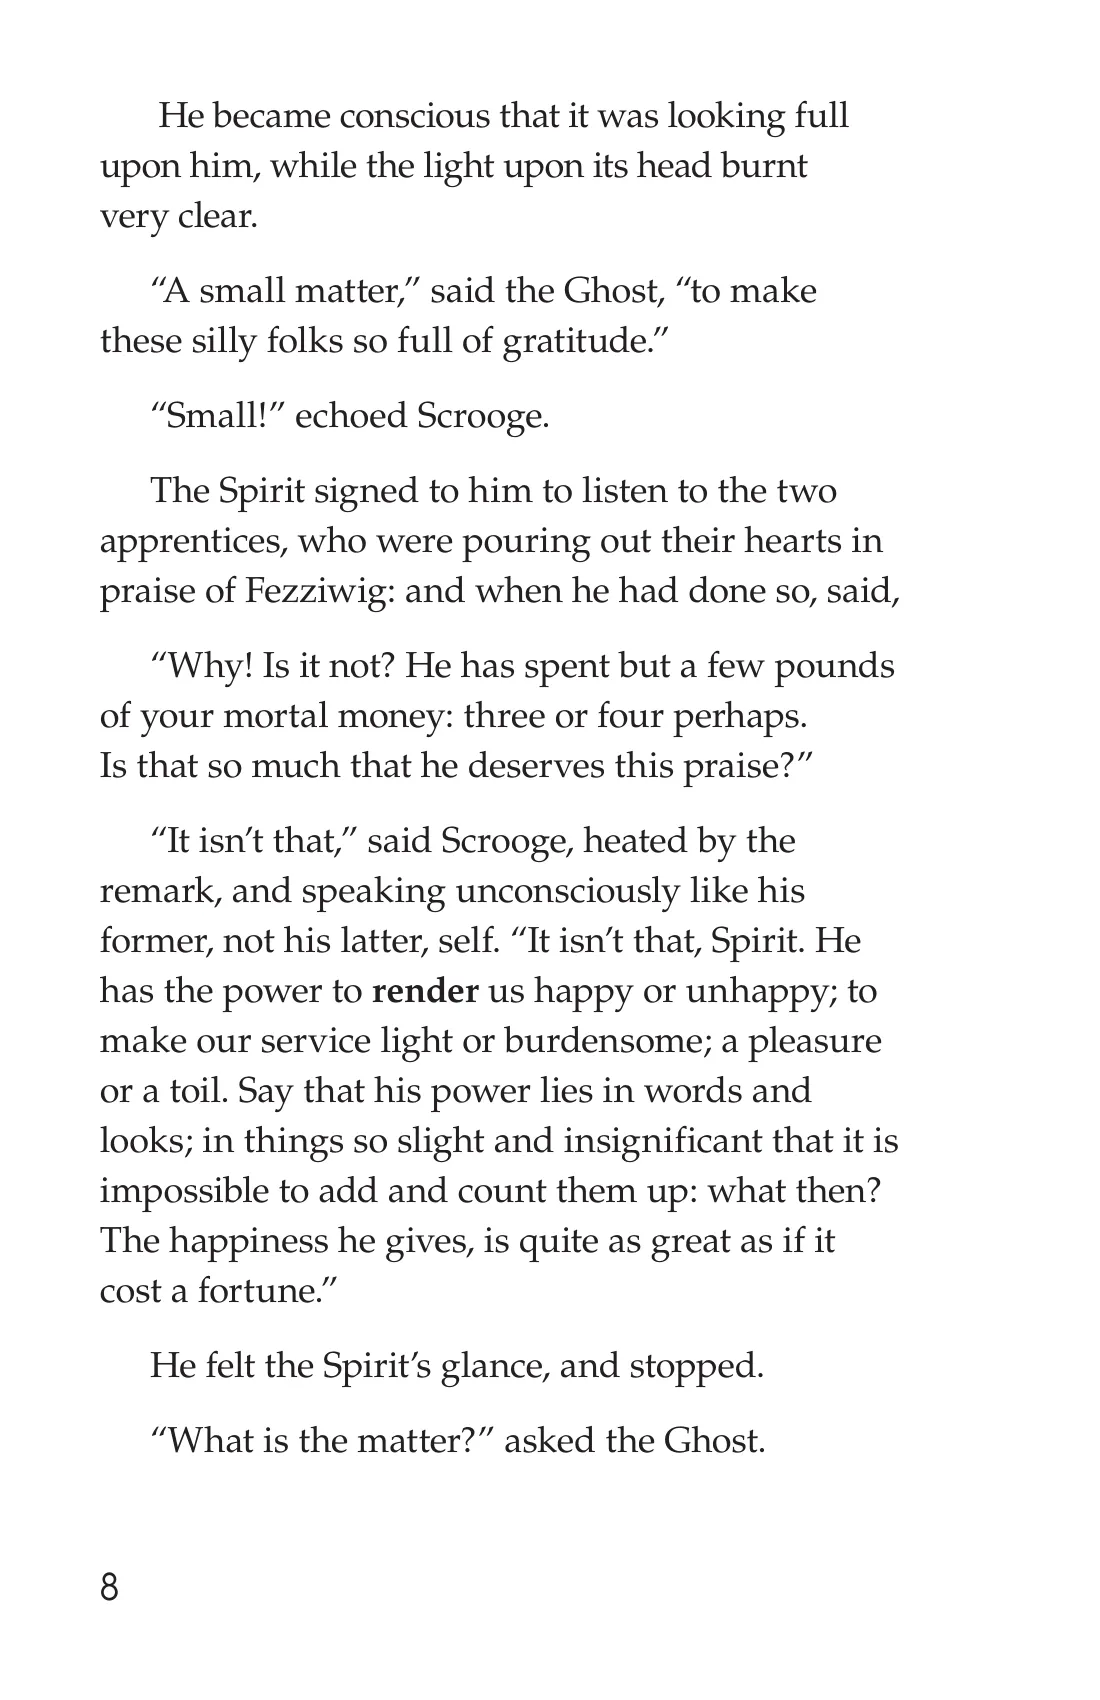 He became conscious that it was looking full
upon him, while the light upon its head burnt
very clear.
“A small matter,” said the Ghost, “to make
these silly folks so full of gratitude.”
“Small!” echoed Scrooge.
The Spirit signed to him to listen to the two
apprentices, who were pouring out their hearts in
praise of Fezziwig: and when he had done so, said,
“Why! Is it not? He has spent but a few pounds
of your mortal money: three or four perhaps.
Is that so much that he deserves this praise?”
“It isn’t that,” said Scrooge, heated by the
remark, and speaking unconsciously like his
former, not his latter, self. “It isn’t that, Spirit. He
has the power to render us happy or unhappy; to
make our service light or burdensome; a pleasure
or a toil. Say that his power lies in words and
looks; in things so slight and insignificant that it is
impossible to add and count them up: what then?
The happiness he gives, is quite as great as if it
cost a fortune.”
He felt the Spirit’s glance, and stopped.
“What is the matter?” asked the Ghost.
8